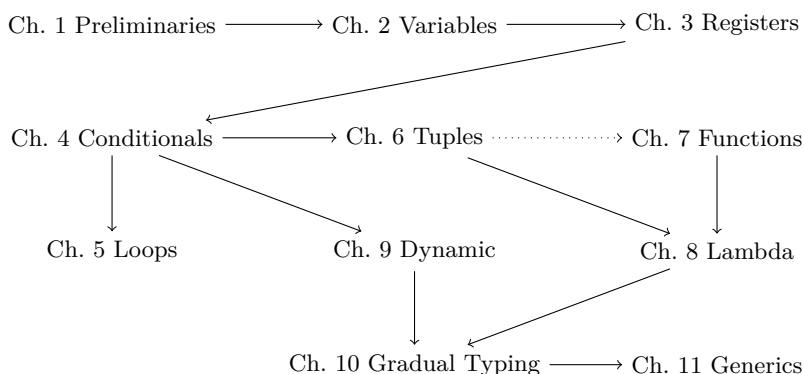 Ch. 1 Preliminaries
Ch. 2 Variables
Ch. 3 Registers
Ch. 4 Conditionals
Ch. 6 Tuples
Ch. 7 Functions
Ch. 5 Loops
Ch. 9 Dynamic
Ch. 8 Lambda
Ch. 10 Gradual Typing
Ch. 11 Generics